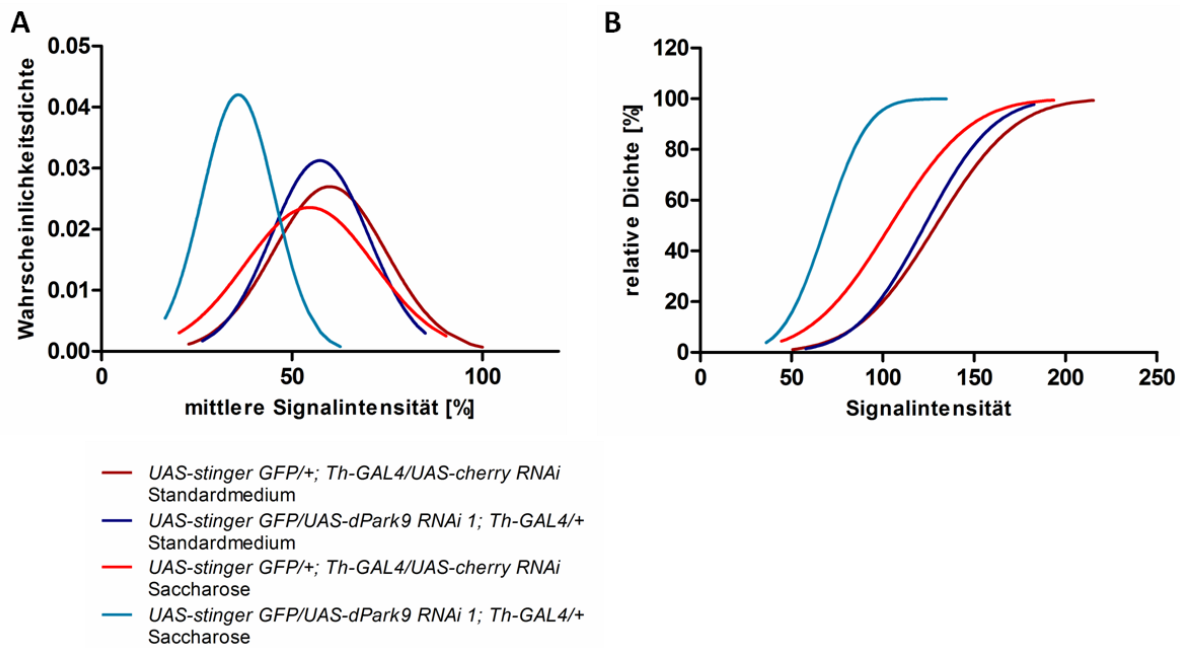 A
0.05
0.04
0.03
0.02
0.01
0.00
Wahrscheinlichkeitsdichte
0
50
100
mittlere Signalintensität [%]
B
120
100
80
60
40
20
0
relative Dichte [%]
0
50
100
150
200
250
Signalintensität
UAS-stinger GFP/+; Th-GAL4/UAS-cherry RNAi
Standardmedium
UAS-stinger GFP/UAS-dPark9 RNAi 1; Th-GAL4/+
Standardmedium
UAS-stinger GFP/+; Th-GAL4/UAS-cherry RNAi
Saccharose
UAS-stinger GFP/UAS-dPark9 RNAi 1; Th-GAL4/+
Saccharose